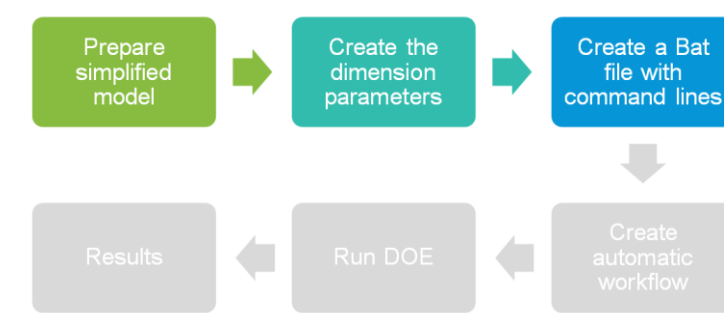 Prepare
simplified
model
Create the
dimension
parameters
Create a Bat
file with
command lines
Create
automatic
workflow
Run DOE
Results